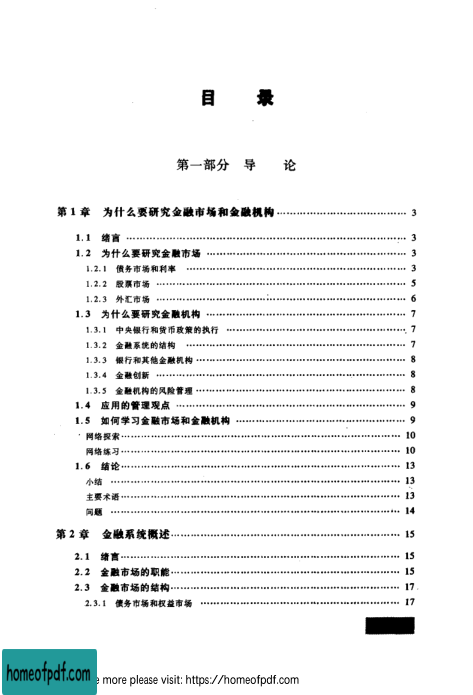 目 录
第一部分 导 论
第 1 章 为什么要研究金融市场和金融机构 …… 3
1.1 绪言 …… 3
1.2 为什么要研究金融市场 …… 3
1.2.1 债务市场和利率 …… 3
1.2.2 股票市场 …… 5
1.2.3 外汇市场 …… 6
1.3 为什么要研究金融机构 …… 7
1.3.1 中央银行和货币政策的执行 …… 7
1.3.2 金融系统的结构 …… 7
1.3.3 银行和其他金融机构 …… 8
1.3.4 金融创新 …… 8
1.3.5 金融机构的风险管理 …… 8
1.4 应用的管理观点 …… 9
1.5 如何学习金融市场和金融机构 …… 9
网络探索 …… 10
网络练习 …… 10
1.6 结论 …… 13
小结 …… 13
主要术语 …… 13
问题 …… 14
第 2 章 金融系统概述 …… 15
2.1 绪言 …… 15
2.2 金融市场的职能 …… 15
2.3 金融市场的结构 …… 17
2.3.1 债务市场和权益市场 …… 17
homeofpdf.com
e more please visit: https://homeofpdf.com